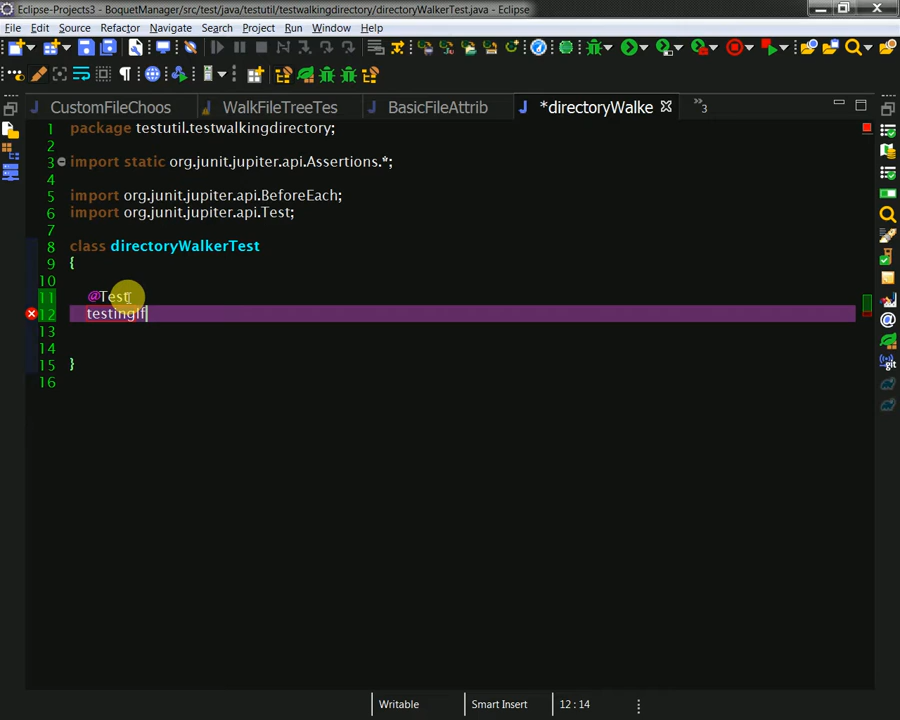 Eclipse-Projects3 - BoquetManager/src/test/java/testutil/testwalkingdirectory/directoryWalkerTest.java - Eclipse
File Edit Source Refactor Navigate Search Project Run Window Help
CustomFileChoos WalkFileTreeTes BasicFileAttrib *directoryWalke »3
1 package testutil.testwalkingdirectory;
2
3 import static org.junit.jupiter.api.Assertions.*;
4
5 import org.junit.jupiter.api.BeforeEach;
6 import org.junit.jupiter.api.Test;
7
8 class directoryWalkerTest
9 {
10
11 @Test
12 testingIf
13
14
15 }
16
Writable Smart Insert 12 : 14